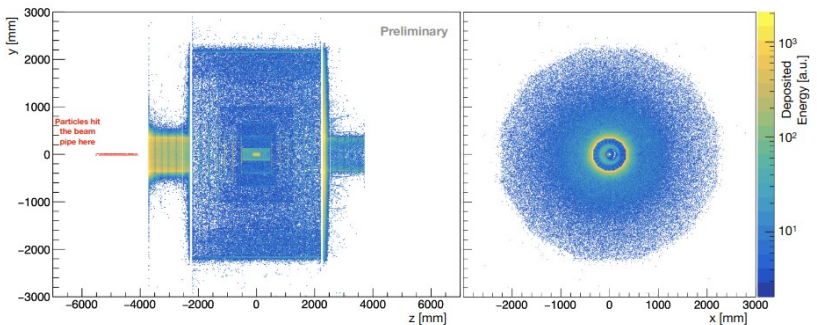 y [mm]
3000
2000
1000
0
−1000
−2000
−3000
Preliminary
Particles hit
the beam
pipe here
−6000 −4000 −2000 0 2000 4000 6000
z [mm]
−2000 −1000 0 1000 2000 3000
x [mm]
10³
10²
10¹
Deposited
Energy [a.u.]